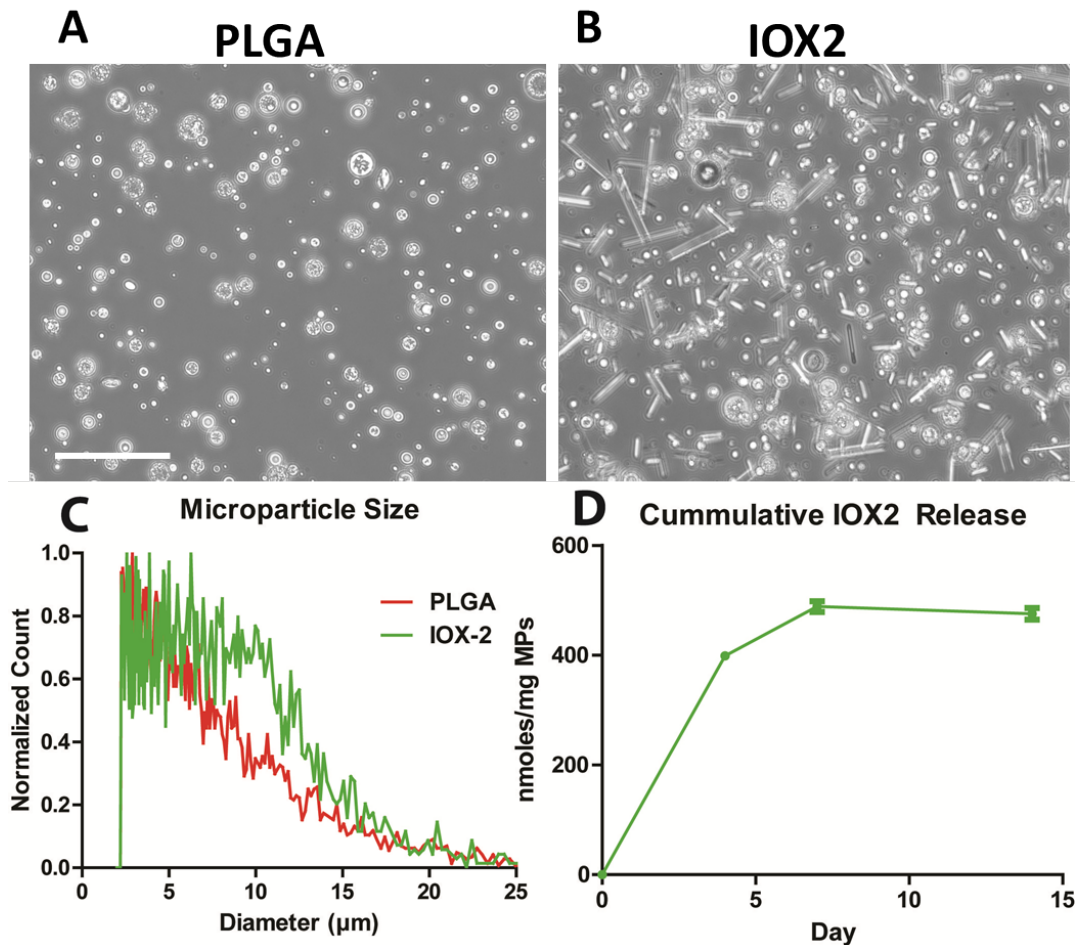 A
PLGA
B
IOX2
C
Microparticle Size
1.0
0.8
0.6
0.4
0.2
0.0
Normalized Count
PLGA
IOX-2
0
5
10
15
20
25
Diameter (µm)
D
Cummulative IOX2 Release
600
400
200
0
nmoles/mg MPs
0
5
10
15
Day